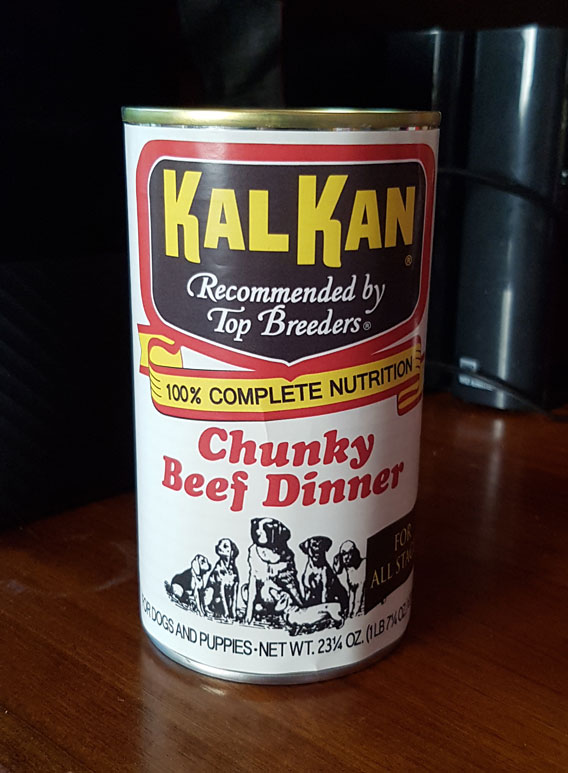 KAL KAN®
Recommended by
Top Breeders®
100% COMPLETE NUTRITION
Chunky
Beef Dinner
FOR
ALL
OR DOGS AND PUPPIES-NET WT. 23¼ OZ. (1 LB 7¼ OZ